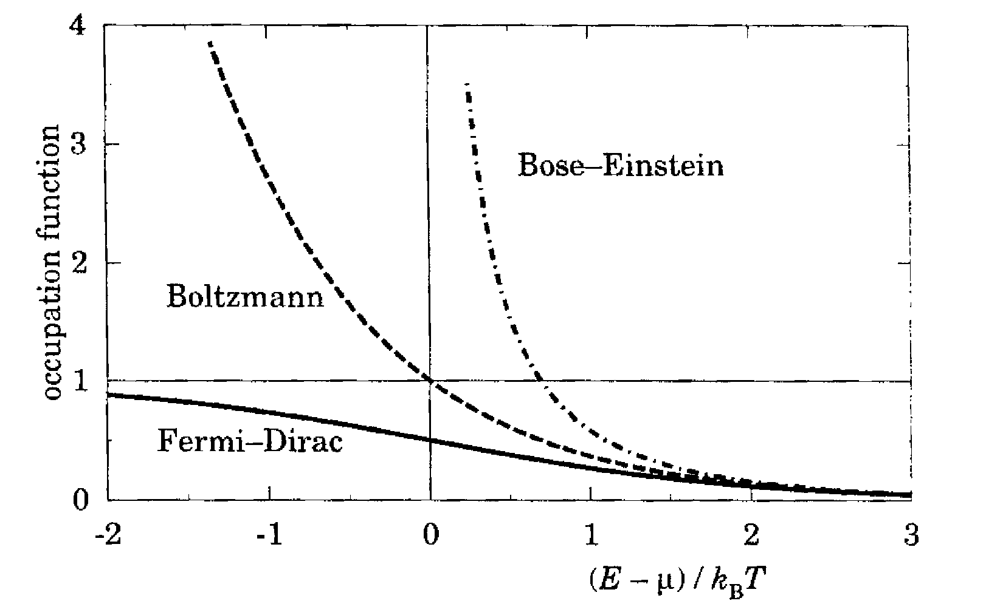 4
3
Bose–Einstein
occupation function
2
Boltzmann
1
Fermi–Dirac
0
-2 -1 0 1 2 3
(E – μ) / k_B T